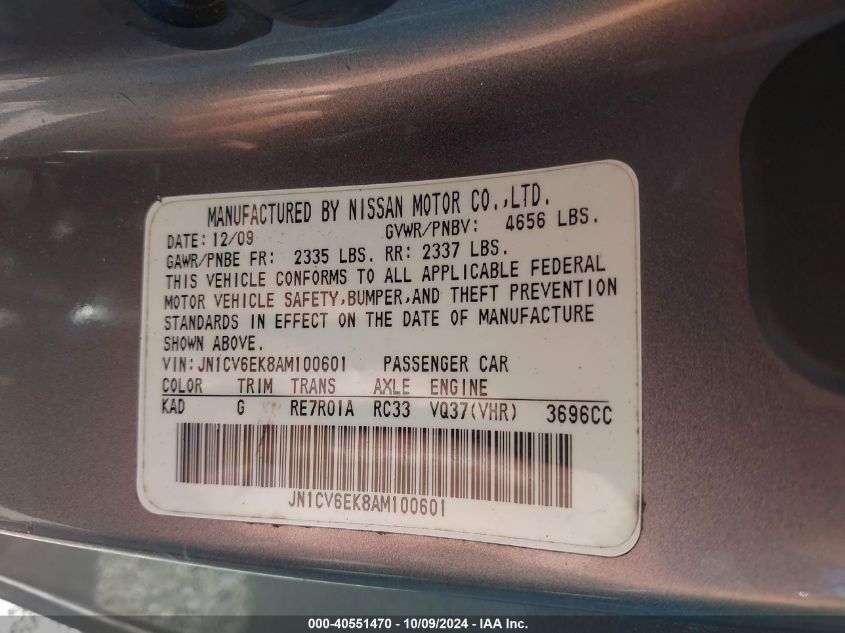 MANUFACTURED BY NISSAN MOTOR CO.,LTD.
DATE: 12/09 GVWR/PNBV: 4656 LBS.
GAWR/PNBE FR: 2335 LBS. RR: 2337 LBS.
THIS VEHICLE CONFORMS TO ALL APPLICABLE FEDERAL
MOTOR VEHICLE SAFETY,BUMPER,AND THEFT PREVENTION
STANDARDS IN EFFECT ON THE DATE OF MANUFACTURE
SHOWN ABOVE.
VIN:JN1CV6EK8AM100601 PASSENGER CAR
COLOR TRIM TRANS AXLE ENGINE
KAD G RE7R01A RC33 VQ37(VHR) 3696CC
JN1CV6EK8AM100601
000-40551470 - 10/09/2024 - IAAI.com